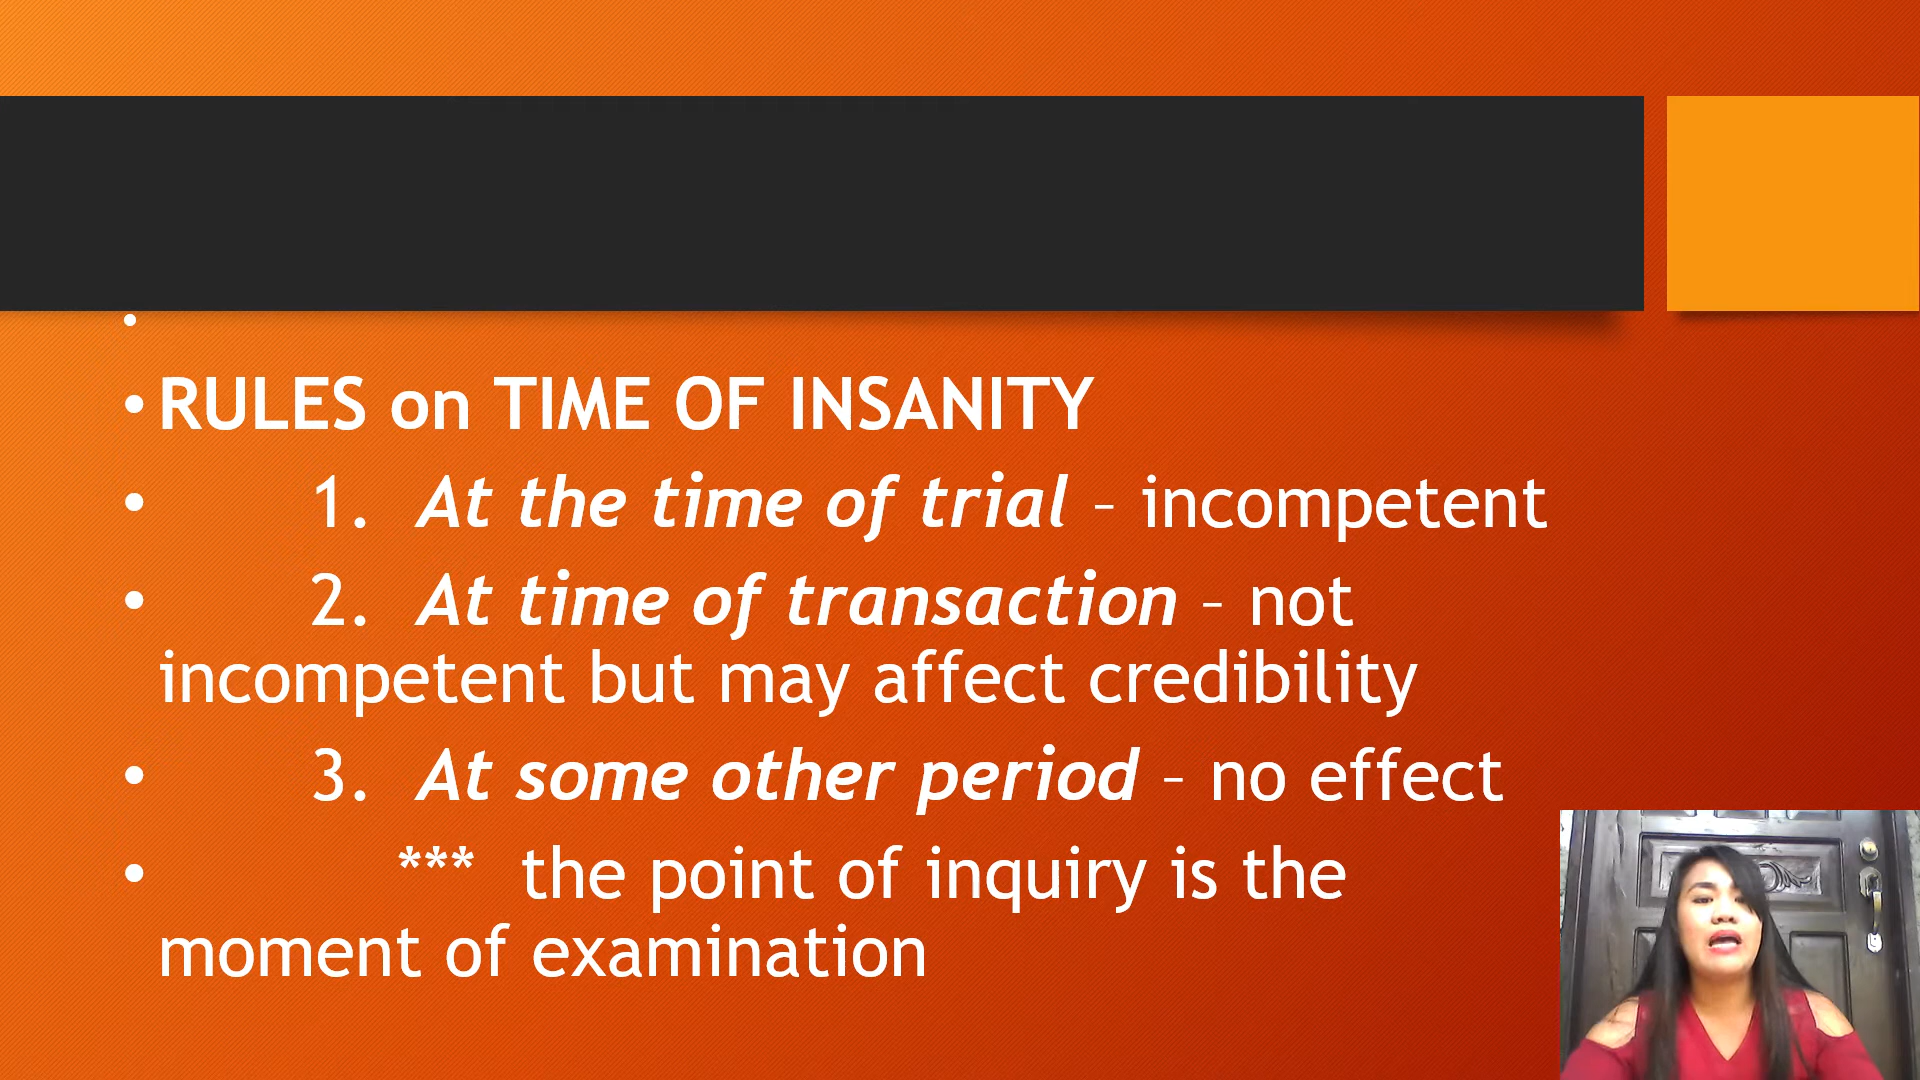 • RULES on TIME OF INSANITY
• 1. At the time of trial – incompetent
• 2. At time of transaction – not
incompetent but may affect credibility
• 3. At some other period – no effect
• *** the point of inquiry is the
moment of examination